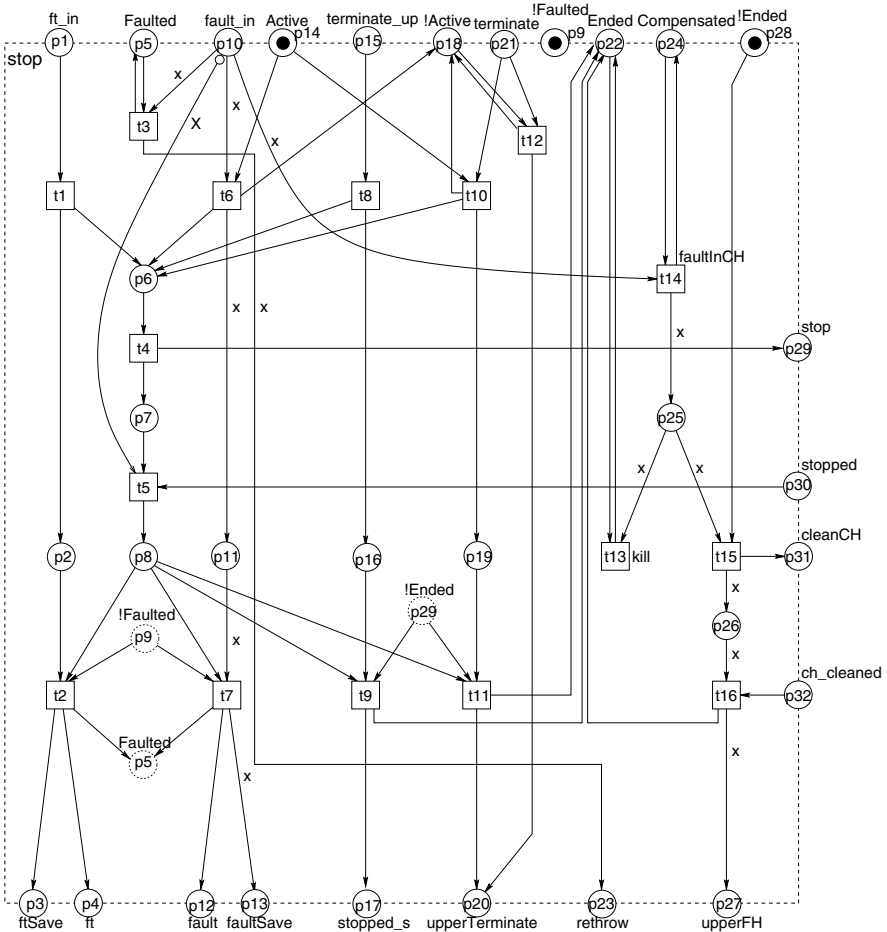 ft_in Faulted fault_in Active terminate_up !Active terminate !Faulted Ended Compensated !Ended
p1 p5 p10 p14 p15 p18 p21 p9 p22 p24 p28
stop
x
x
X
t3
x
t12
t1 t6 t8 t10
faultInCH
p6 t14
x x
stop
x
t4 p29
p7 p25
x x
stopped
t5 p30
cleanCH
p2 p8 p11 p16 p19 t13 kill t15 p31
x
!Ended
p29
!Faulted
p26
p9 x x
ch_cleaned
t2 t7 t9 t11 t16 p32
Faulted
x
p5
x
p3 p4 p12 p13 p17 p20 p23 p27
ftSave ft fault faultSave stopped_s upperTerminate rethrow upperFH